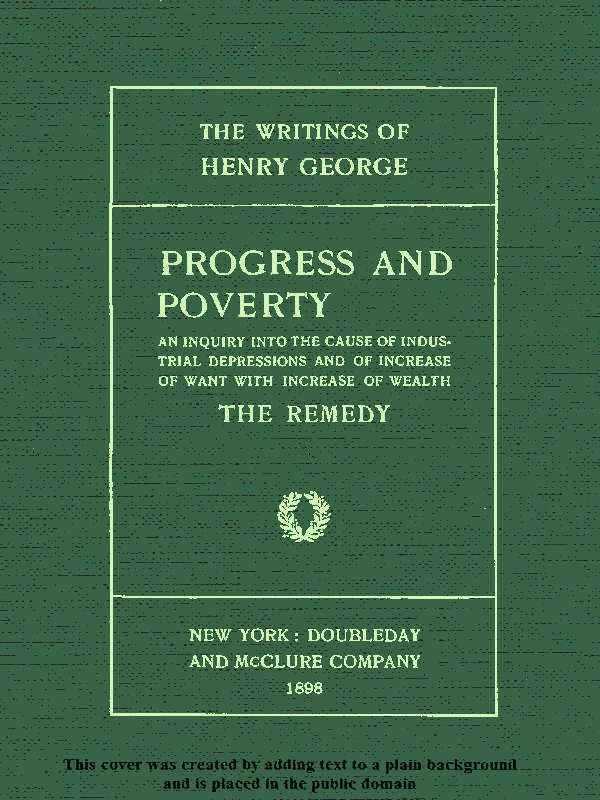 THE WRITINGS OF
HENRY GEORGE
PROGRESS AND
POVERTY
AN INQUIRY INTO THE CAUSE OF INDUS-
TRIAL DEPRESSIONS AND OF INCREASE
OF WANT WITH INCREASE OF WEALTH
THE REMEDY
NEW YORK: DOUBLEDAY
AND McCLURE COMPANY
1898
This cover was created by adding text to a plain background
and is placed in the public domain